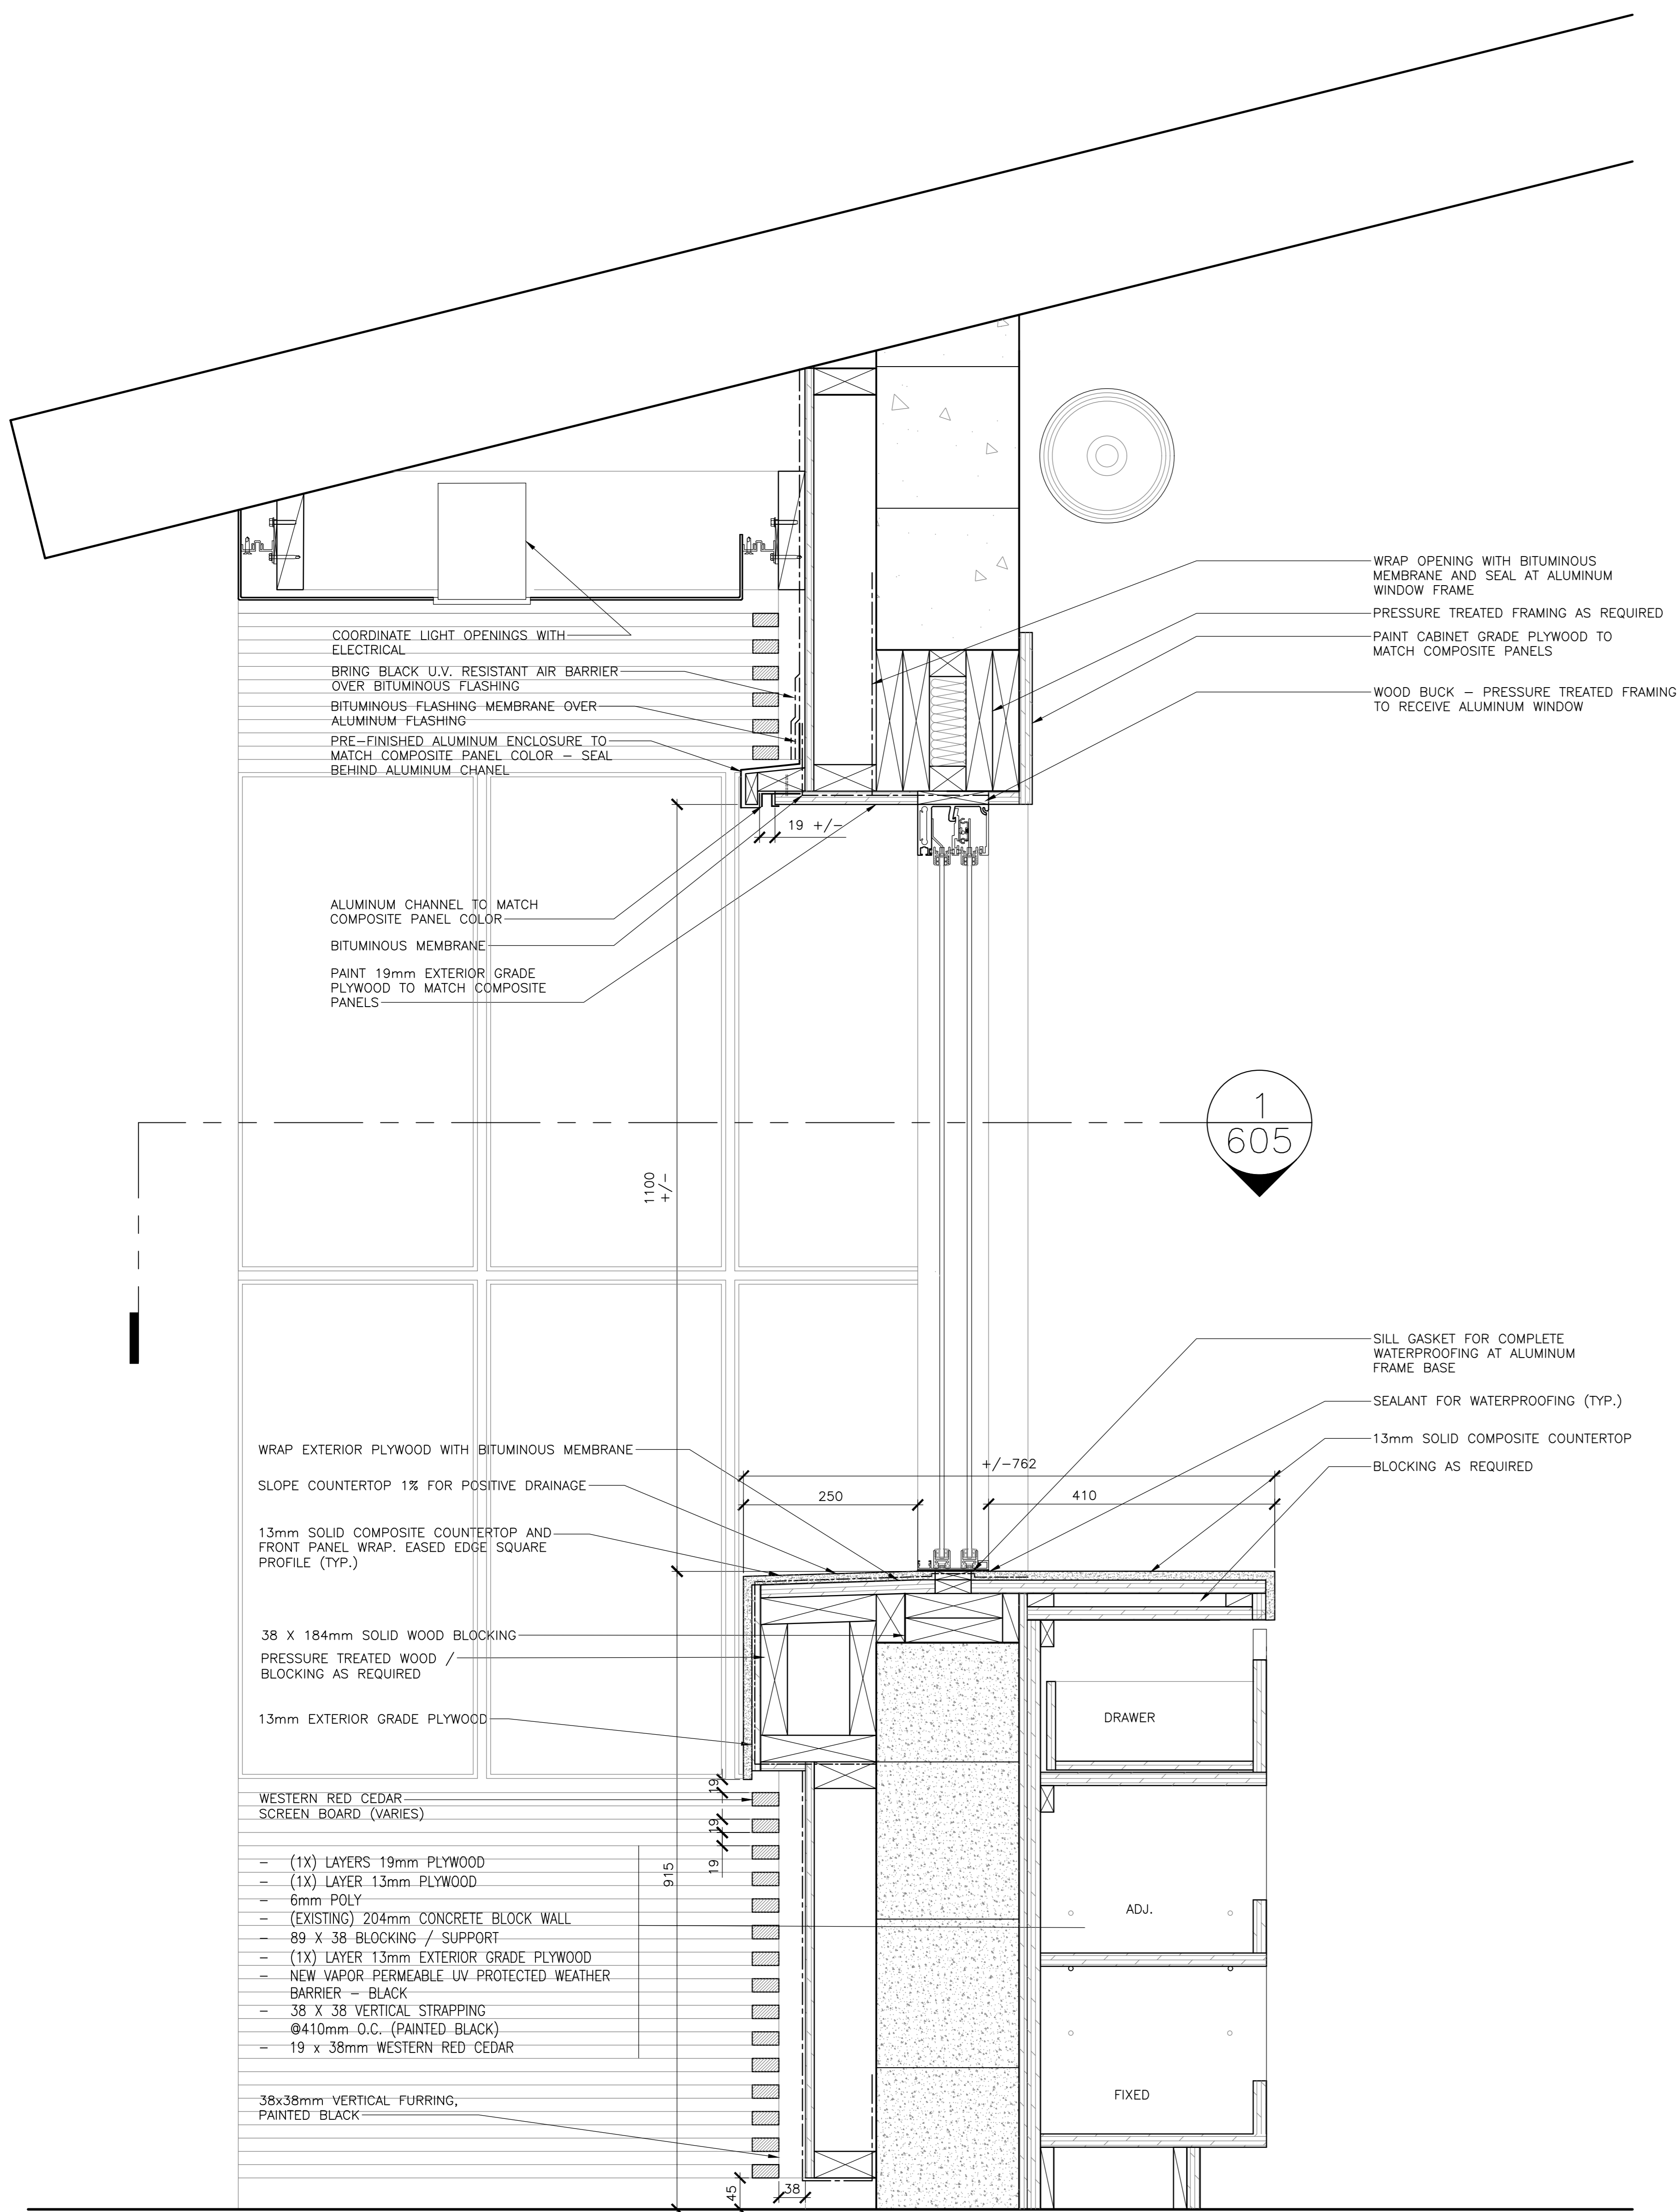 COORDINATE LIGHT OPENINGS WITH
ELECTRICAL
BRING BLACK U.V. RESISTANT AIR BARRIER
OVER BITUMINOUS FLASHING
BITUMINOUS FLASHING MEMBRANE OVER
ALUMINUM FLASHING
PRE-FINISHED ALUMINUM ENCLOSURE TO
MATCH COMPOSITE PANEL COLOR - SEAL
BEHIND ALUMINUM CHANEL
WRAP OPENING WITH BITUMINOUS
MEMBRANE AND SEAL AT ALUMINUM
WINDOW FRAME
PRESSURE TREATED FRAMING AS REQUIRED
PAINT CABINET GRADE PLYWOOD TO
MATCH COMPOSITE PANELS
WOOD BUCK - PRESSURE TREATED FRAMING
TO RECEIVE ALUMINUM WINDOW
19 +/-
ALUMINUM CHANNEL TO MATCH
COMPOSITE PANEL COLOR
BITUMINOUS MEMBRANE
PAINT 19mm EXTERIOR GRADE
PLYWOOD TO MATCH COMPOSITE
PANELS
1
605
1100
+/-
SILL GASKET FOR COMPLETE
WATERPROOFING AT ALUMINUM
FRAME BASE
SEALANT FOR WATERPROOFING (TYP.)
13mm SOLID COMPOSITE COUNTERTOP
BLOCKING AS REQUIRED
+/-762
250
410
WRAP EXTERIOR PLYWOOD WITH BITUMINOUS MEMBRANE
SLOPE COUNTERTOP 1% FOR POSITIVE DRAINAGE
13mm SOLID COMPOSITE COUNTERTOP AND
FRONT PANEL WRAP. EASED EDGE SQUARE
PROFILE (TYP.)
38 X 184mm SOLID WOOD BLOCKING
PRESSURE TREATED WOOD /
BLOCKING AS REQUIRED
13mm EXTERIOR GRADE PLYWOOD
DRAWER
19
19
19
WESTERN RED CEDAR
SCREEN BOARD (VARIES)
915
- (1X) LAYERS 19mm PLYWOOD
- (1X) LAYER 13mm PLYWOOD
- 6mm POLY
- (EXISTING) 204mm CONCRETE BLOCK WALL
- 89 X 38 BLOCKING / SUPPORT
- (1X) LAYER 13mm EXTERIOR GRADE PLYWOOD
- NEW VAPOR PERMEABLE UV PROTECTED WEATHER
BARRIER - BLACK
- 38 X 38 VERTICAL STRAPPING
@410mm O.C. (PAINTED BLACK)
- 19 x 38mm WESTERN RED CEDAR
ADJ.
FIXED
38x38mm VERTICAL FURRING,
PAINTED BLACK
45
38